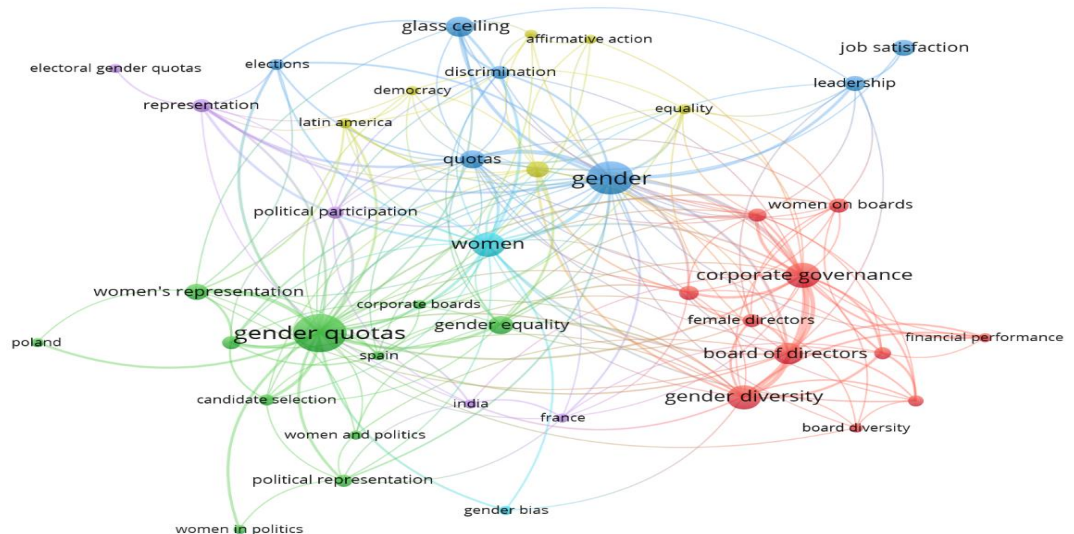 glass ceiling
affirmative action
job satisfaction
electoral gender quotas
elections
discrimination
leadership
democracy
representation
equality
latin america
quotas
gender
women on boards
political participation
women
corporate governance
women's representation
corporate boards
gender quotas
gender equality
female directors
poland
spain
board of directors
financial performance
candidate selection
india
gender diversity
france
women and politics
board diversity
political representation
gender bias
women in politics